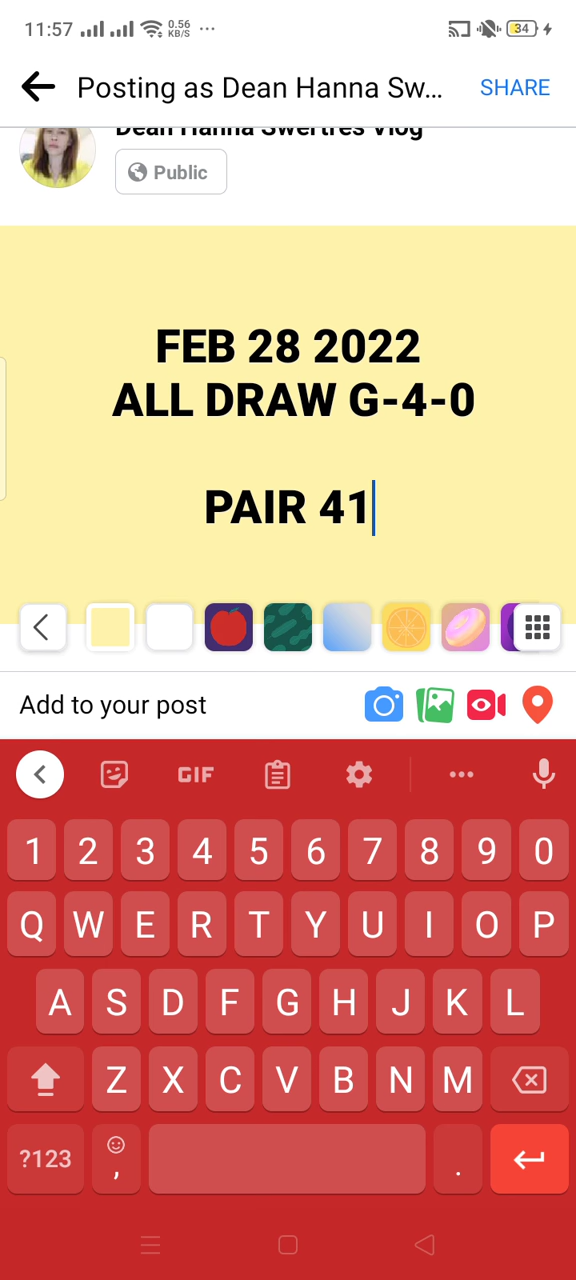 11:57 0.56 KB/S ... 34
Posting as Dean Hanna Sw... SHARE
Dean Hanna Swertres Vlog
Public
FEB 28 2022
ALL DRAW G-4-0
PAIR 41
Add to your post
GIF
1 2 3 4 5 6 7 8 9 0
Q W E R T Y U I O P
A S D F G H J K L
Z X C V B N M
?123 , .